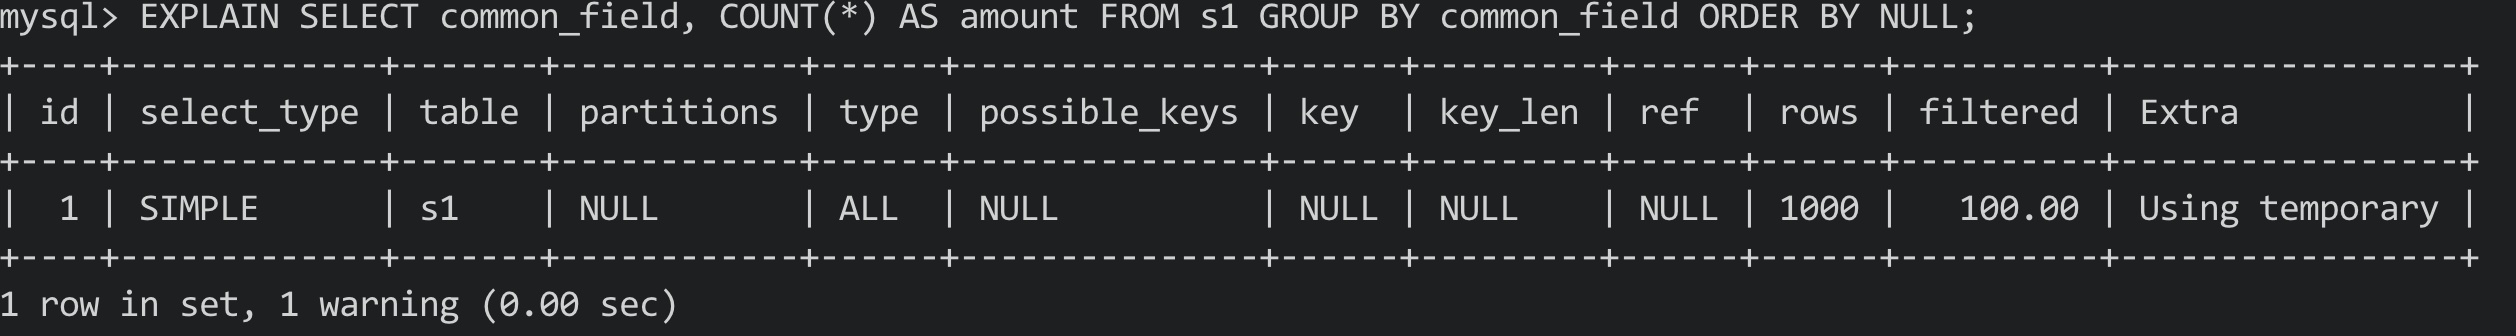 mysql> EXPLAIN SELECT common_field, COUNT(*) AS amount FROM s1 GROUP BY common_field ORDER BY NULL;
+----+-------------+-------+------------+------+---------------+------+---------+------+------+----------+-----------------+
| id | select_type | table | partitions | type | possible_keys | key  | key_len | ref  | rows | filtered | Extra           |
+----+-------------+-------+------------+------+---------------+------+---------+------+------+----------+-----------------+
|  1 | SIMPLE      | s1    | NULL       | ALL  | NULL          | NULL | NULL    | NULL | 1000 |   100.00 | Using temporary |
+----+-------------+-------+------------+------+---------------+------+---------+------+------+----------+-----------------+
1 row in set, 1 warning (0.00 sec)